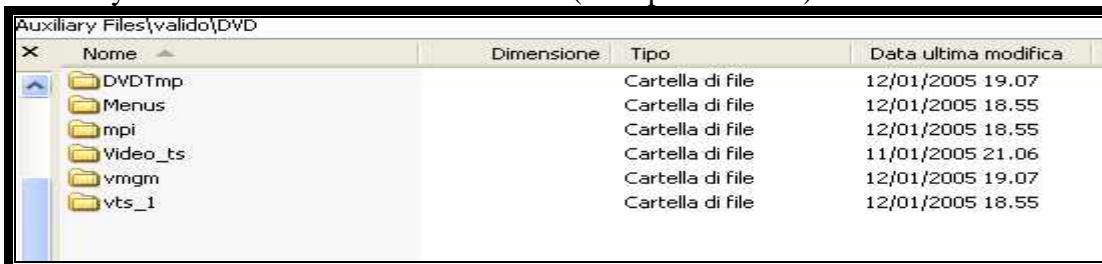 Auxiliary Files\valido\DVD
Nome Dimensione Tipo Data ultima modifica
DVDTmp Cartella di file 12/01/2005 19.07
Menus Cartella di file 12/01/2005 18.55
mpi Cartella di file 12/01/2005 18.55
Video_ts Cartella di file 11/01/2005 21.06
vmgm Cartella di file 12/01/2005 19.07
vts_1 Cartella di file 12/01/2005 18.55